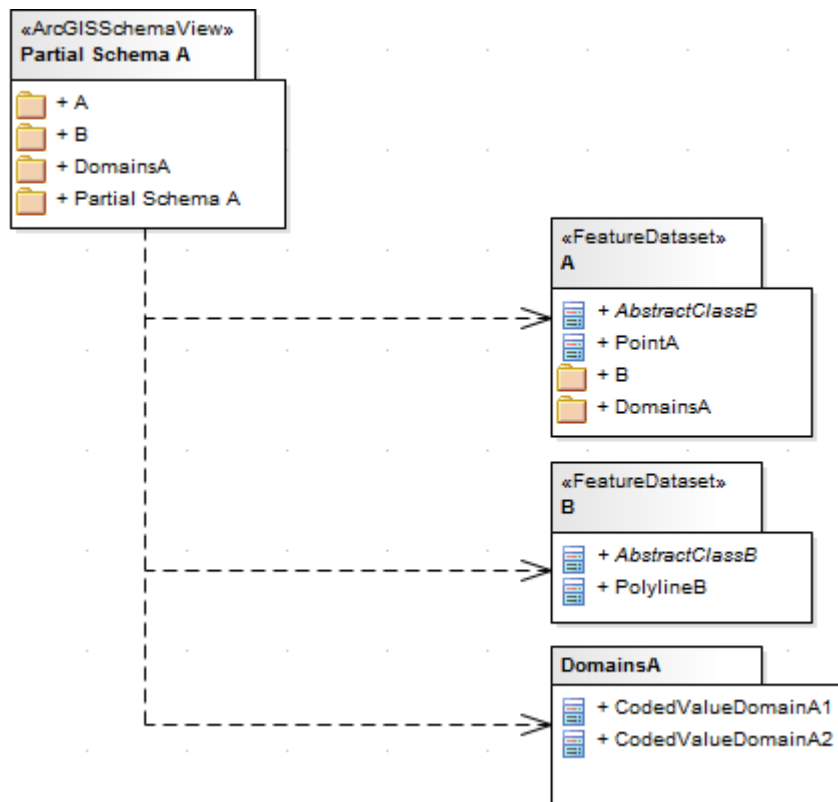 «ArcGISSchemaView»
Partial Schema A
+ A
+ B
+ DomainsA
+ Partial Schema A
«FeatureDataset»
A
+ AbstractClassB
+ PointA
+ B
+ DomainsA
«FeatureDataset»
B
+ AbstractClassB
+ PolylineB
DomainsA
+ CodedValueDomainA1
+ CodedValueDomainA2